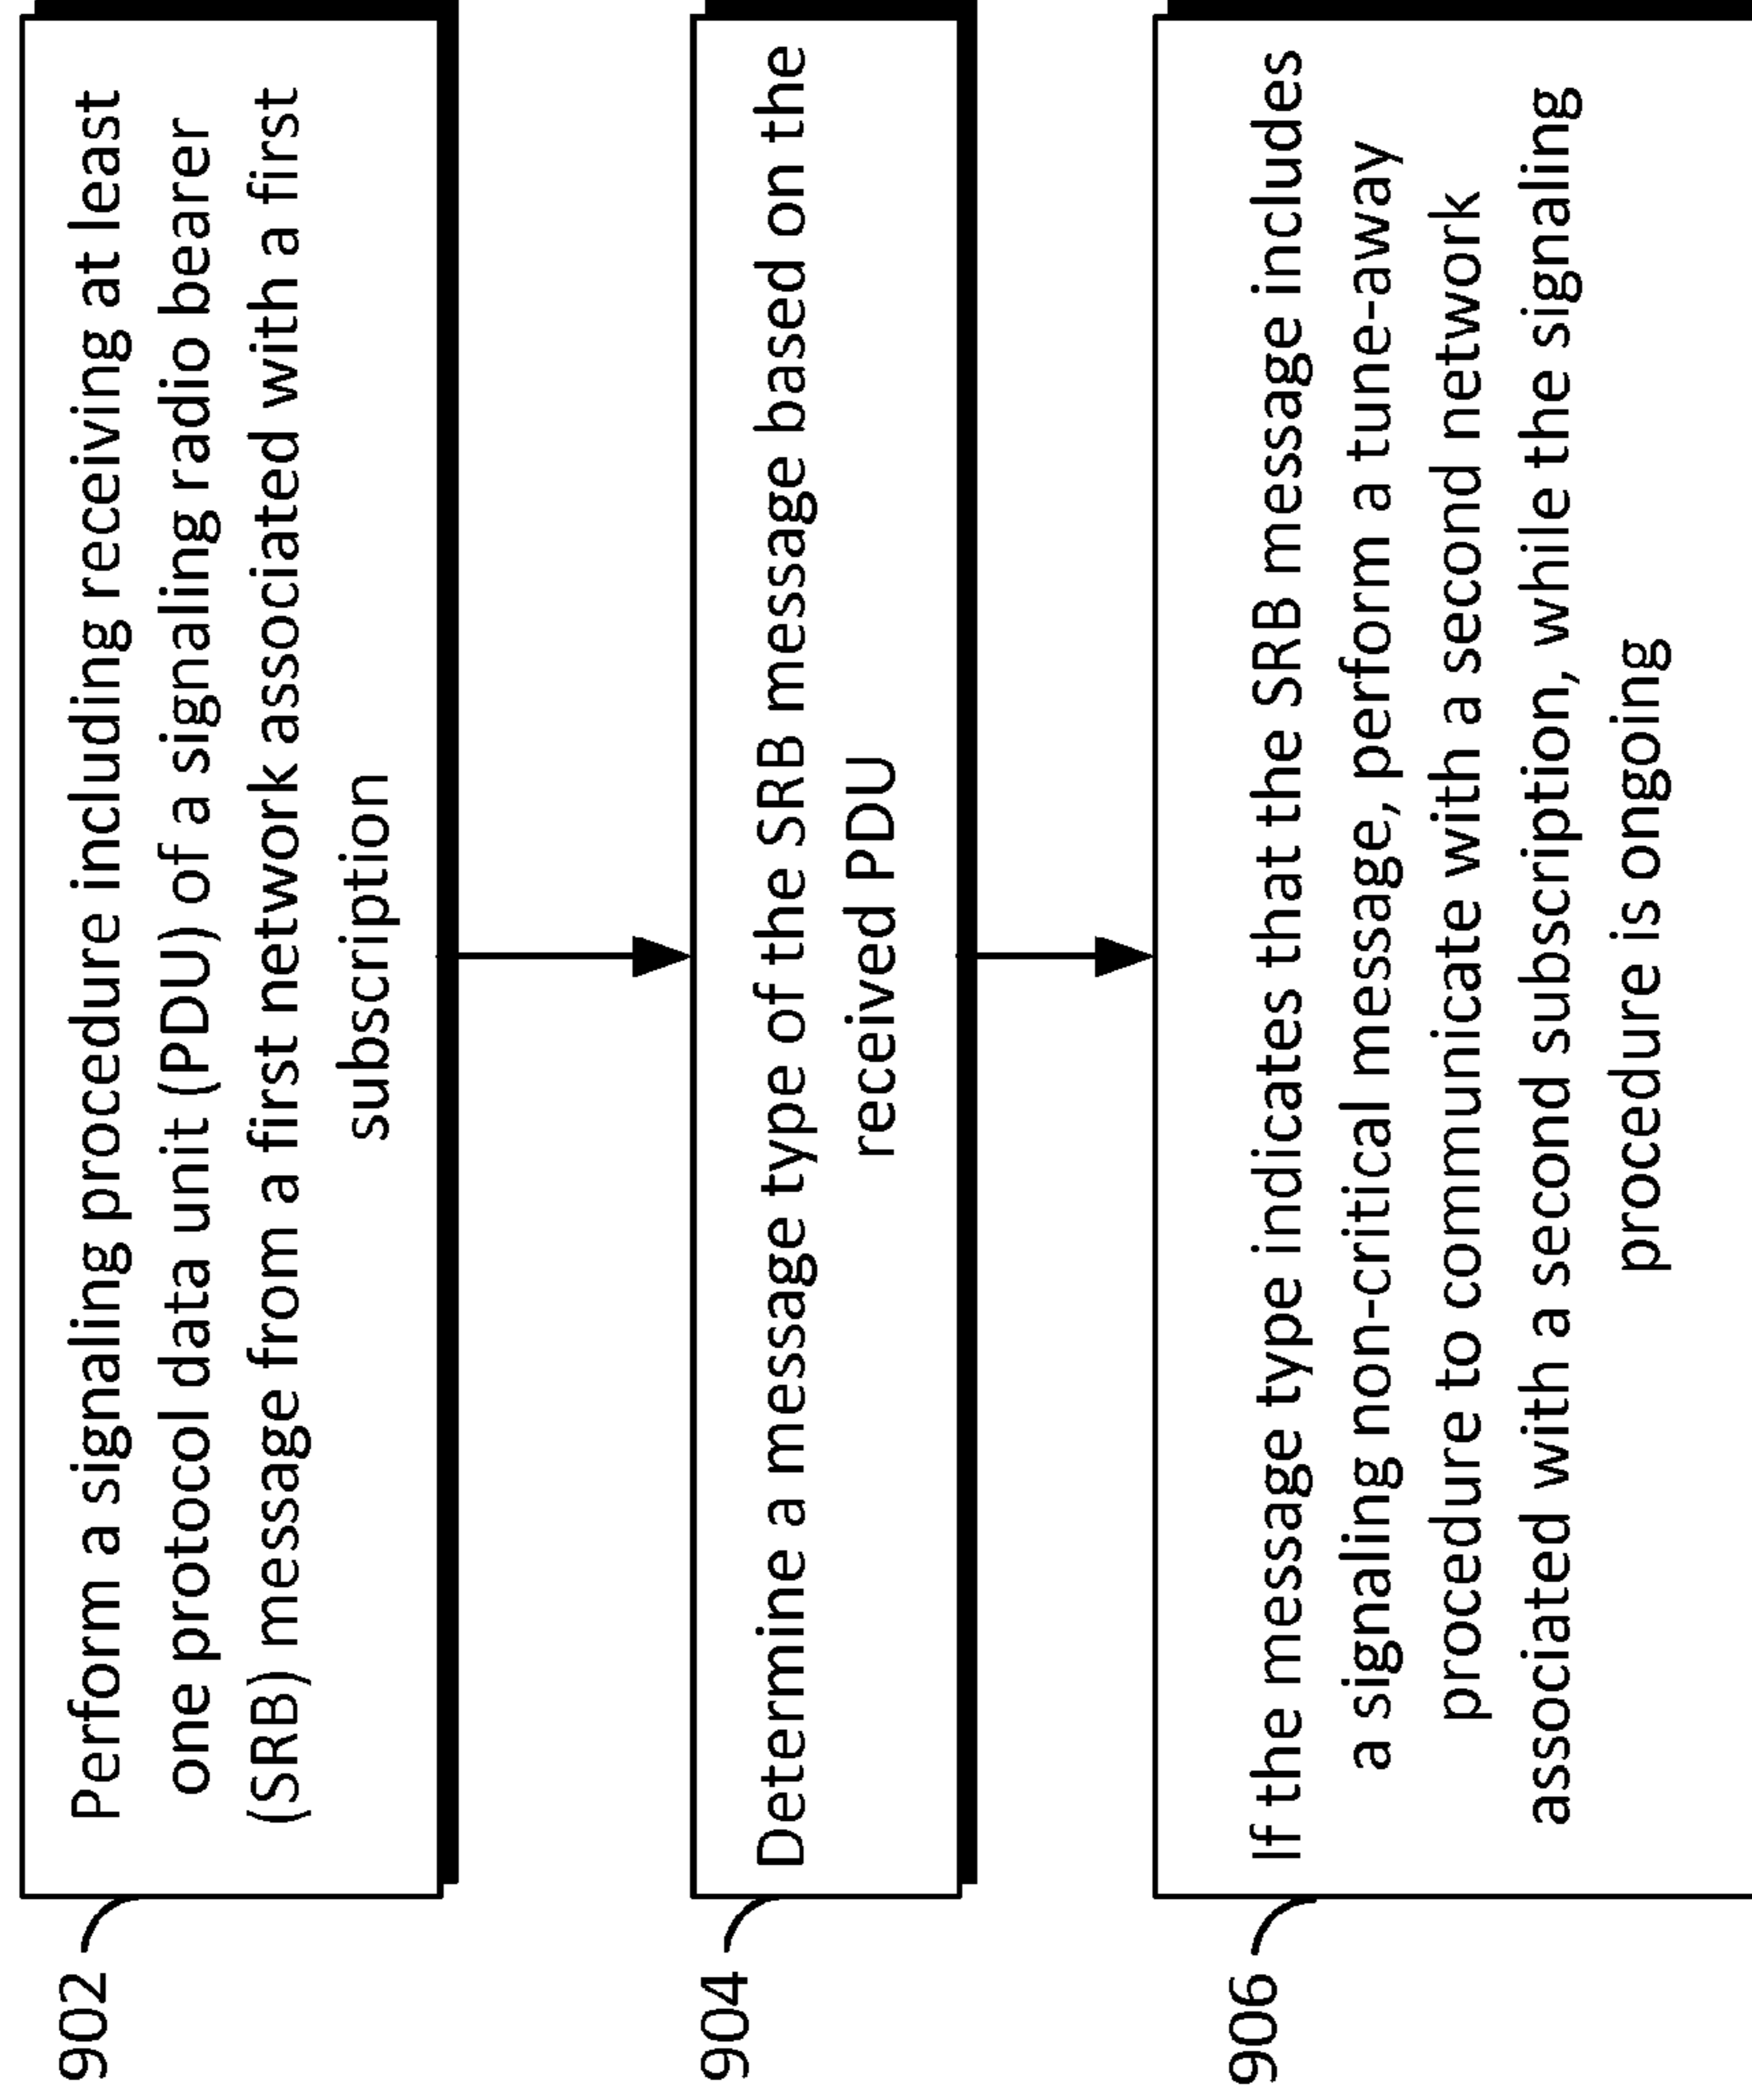 902
Perform a signaling procedure including receiving at least
one protocol data unit (PDU) of a signaling radio bearer
(SRB) message from a first network associated with a first
subscription
904
Determine a message type of the SRB message based on the
received PDU
906
If the message type indicates that the SRB message includes
a signaling non-critical message, perform a tune-away
procedure to communicate with a second network
associated with a second subscription, while the signaling
procedure is ongoing